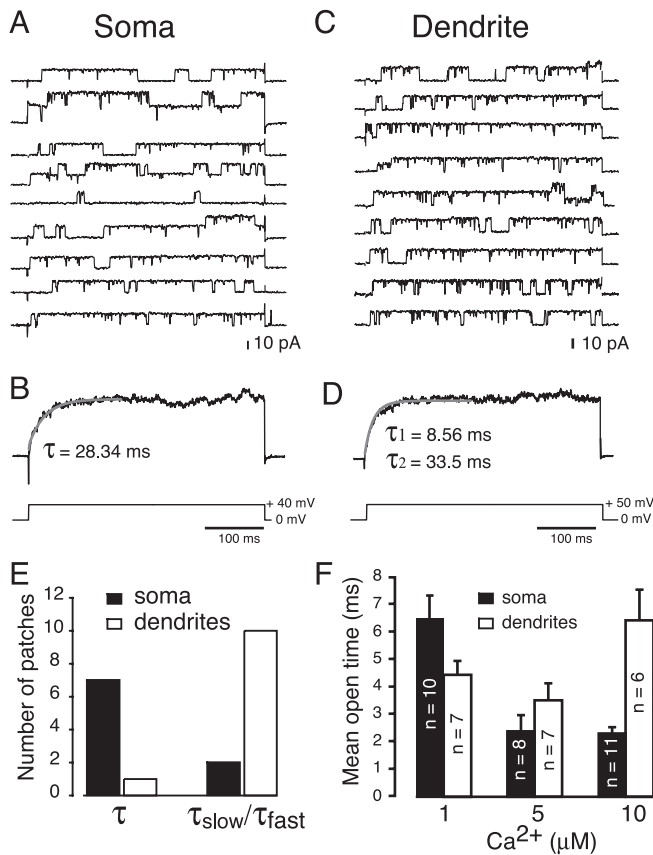 A Soma
C Dendrite
10 pA
10 pA
B
τ = 28.34 ms
+ 40 mV
0 mV
100 ms
D
τ1 = 8.56 ms
τ2 = 33.5 ms
+ 50 mV
0 mV
100 ms
E
soma
dendrites
Number of patches
12
10
8
6
4
2
0
τ
τslow/τfast
F
soma
dendrites
Mean open time (ms)
8
7
6
5
4
3
2
1
0
n = 10
n = 7
n = 8
n = 7
n = 11
n = 6
1 5 10
Ca2+ (μM)